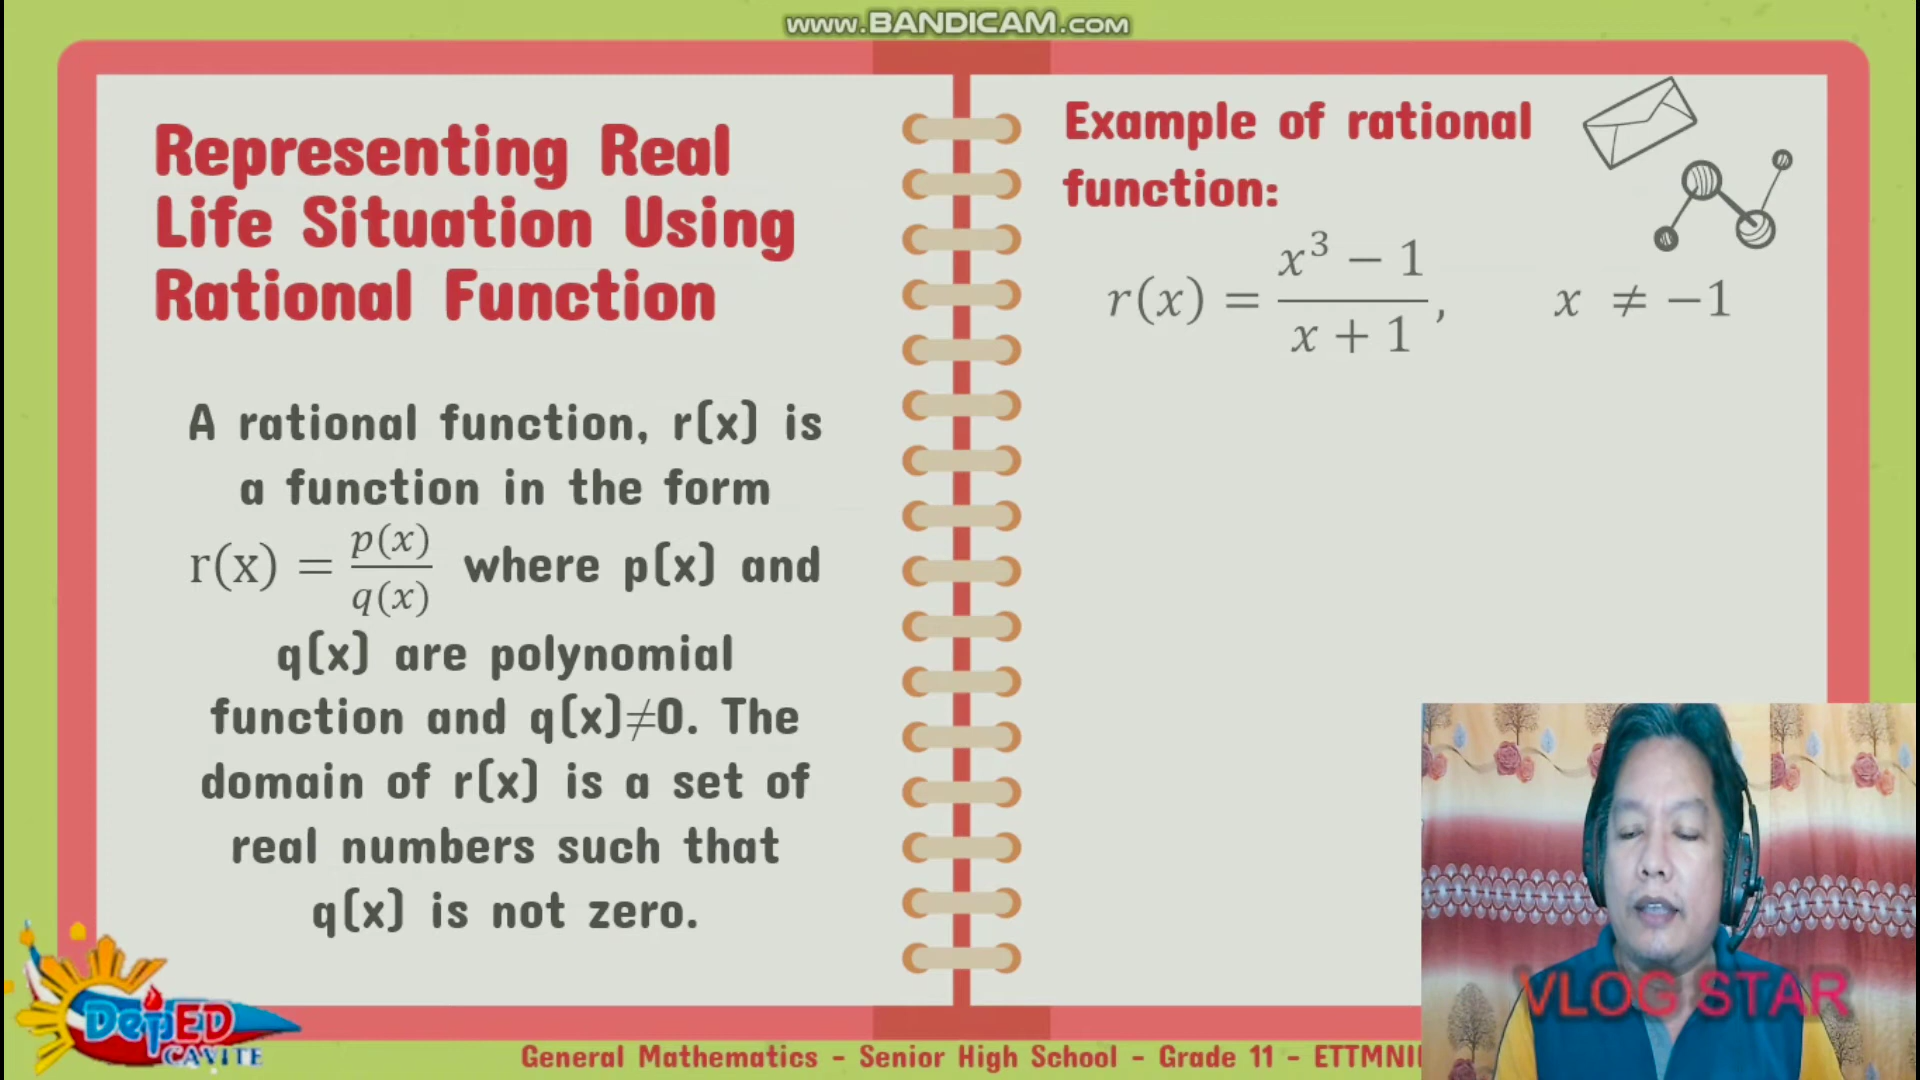 www.BANDICAM.com
Representing Real
Life Situation Using
Rational Function
A rational function, r(x) is
a function in the form
r(x) = p(x)/q(x) where p(x) and
q(x) are polynomial
function and q(x)≠0. The
domain of r(x) is a set of
real numbers such that
q(x) is not zero.
Example of rational
function:
r(x) = (x³ − 1)/(x + 1), x ≠ −1
DepED
CAVITE
VLOG STAR
General Mathematics - Senior High School - Grade 11 -